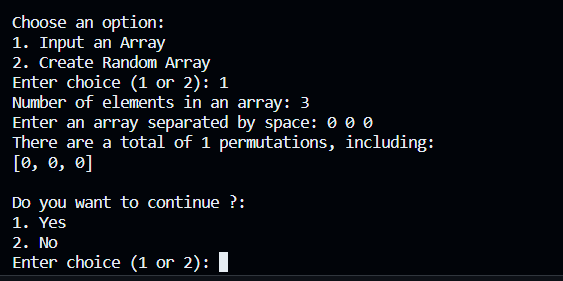 Choose an option:
1. Input an Array
2. Create Random Array
Enter choice (1 or 2): 1
Number of elements in an array: 3
Enter an array separated by space: 0 0 0
There are a total of 1 permutations, including:
[0, 0, 0]
Do you want to continue ?:
1. Yes
2. No
Enter choice (1 or 2):